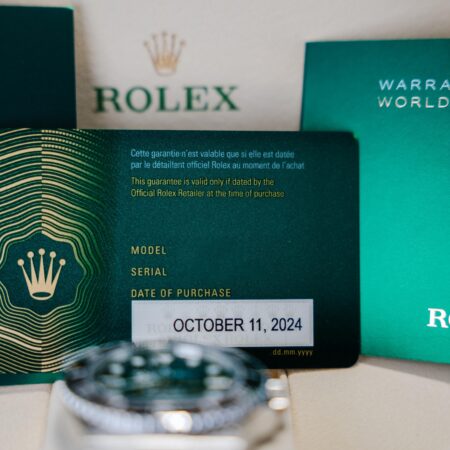 ROLEX
WARRA
WORLD
Cette garantie n'est valable que si elle est datée
par le détaillant officiel Rolex au moment de l'achat
This guarantee is valid only if dated by the
Official Rolex Retailer at the time of purchase
MODEL
SERIAL
DATE OF PURCHASE
OCTOBER 11, 2024
dd.mm.yyyy
R